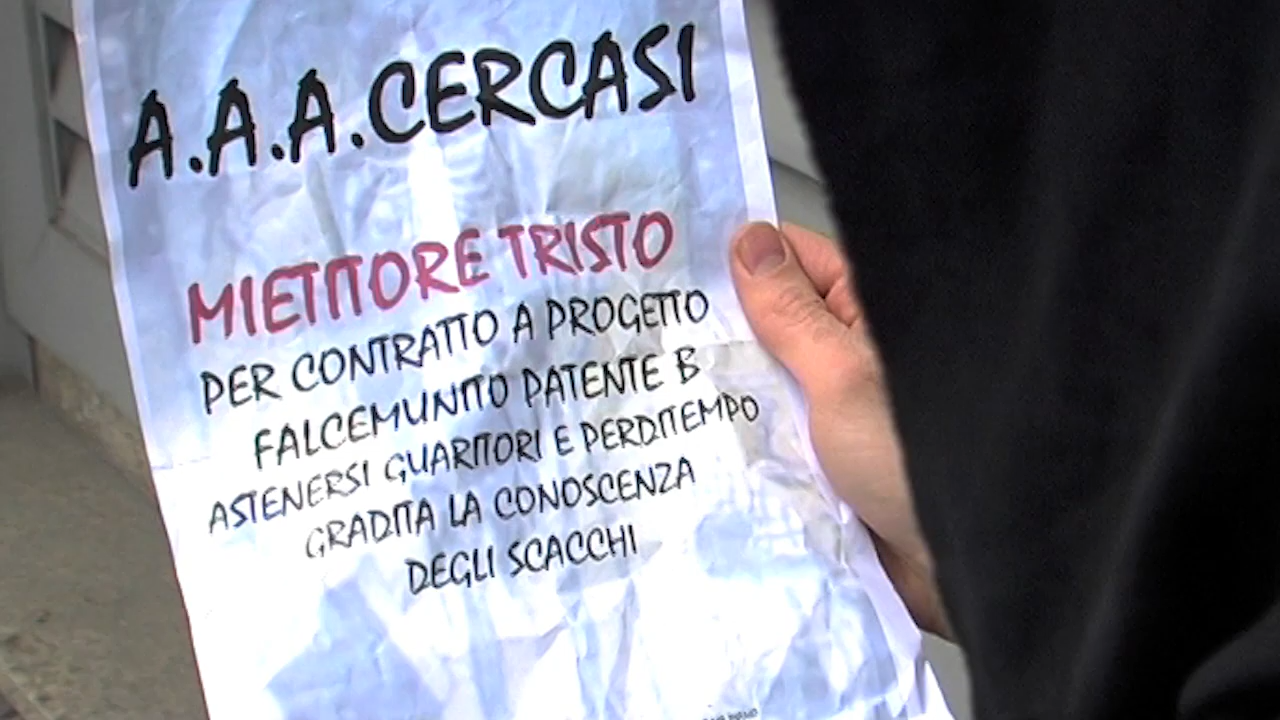 A.A.A.CERCASI
MIETITORE TRISTO
PER CONTRATTO A PROGETTO
FALCEMUNITO PATENTE B
ASTENERSI GUARITORI E PERDITEMPO
GRADITA LA CONOSCENZA
DEGLI SCACCHI